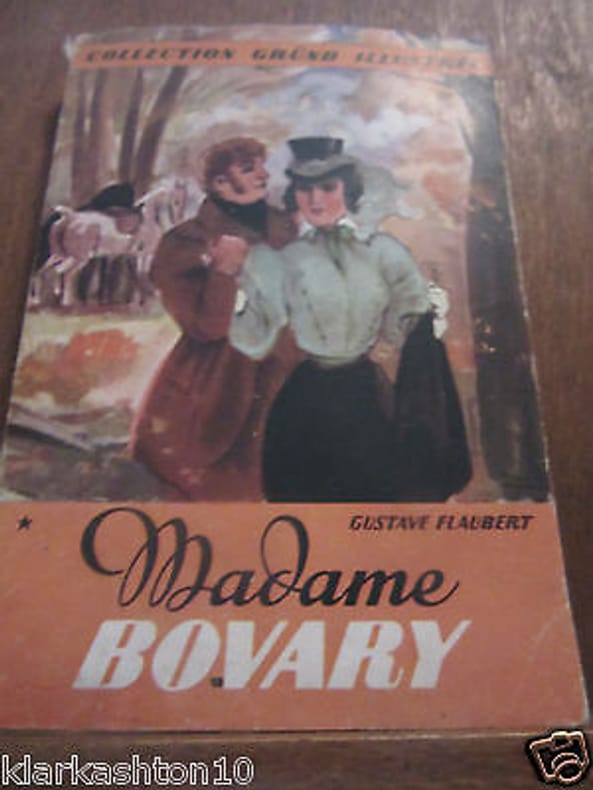 COLLECTION GRÜND ILLUSTRÉE
* GUSTAVE FLAUBERT
Madame
BOVARY
klarkashton10